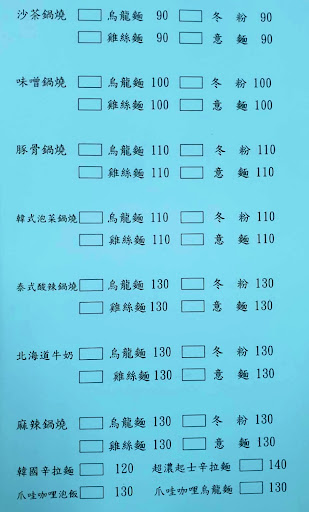 沙茶鍋燒 □ 烏龍麵 90 □ 冬 粉 90
□ 雞絲麵 90 □ 意 麵 90
味噌鍋燒 □ 烏龍麵 100 □ 冬 粉 100
□ 雞絲麵 100 □ 意 麵 100
豚骨鍋燒 □ 烏龍麵 110 □ 冬 粉 110
□ 雞絲麵 110 □ 意 麵 110
韓式泡菜鍋燒 □ 烏龍麵 110 □ 冬 粉 110
□ 雞絲麵 110 □ 意 麵 110
泰式酸辣鍋燒 □ 烏龍麵 130 □ 冬 粉 130
□ 雞絲麵 130 □ 意 麵 130
北海道牛奶 □ 烏龍麵 130 □ 冬 粉 130
□ 雞絲麵 130 □ 意 麵 130
麻辣鍋燒 □ 烏龍麵 130 □ 冬 粉 130
□ 雞絲麵 130 □ 意 麵 130
韓國辛拉麵 □ 120 超濃起士辛拉麵 □ 140
爪哇咖哩泡飯 □ 130 爪哇咖哩烏龍麵 □ 130